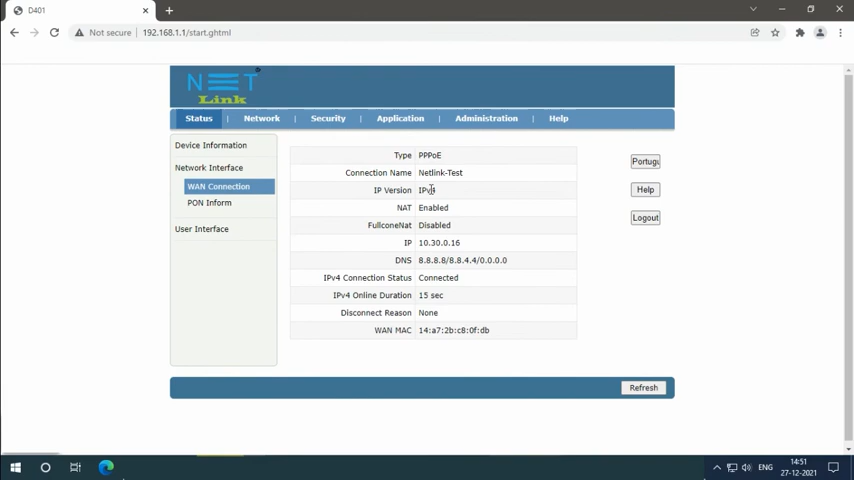 D401
Not secure | 192.168.1.1/start.ghtml
NET
Link
Status | Network | Security | Application | Administration | Help
Device Information
Network Interface
WAN Connection
PON Inform
User Interface
Type PPPoE
Connection Name Netlink-Test
IP Version IPv4
NAT Enabled
FullconeNat Disabled
IP 10.30.0.16
DNS 8.8.8.8/8.8.4.4/0.0.0.0
IPv4 Connection Status Connected
IPv4 Online Duration 15 sec
Disconnect Reason None
WAN MAC 14:a7:2b:c8:0f:db
Portugu
Help
Logout
Refresh
ENG
14:51
27-12-2021